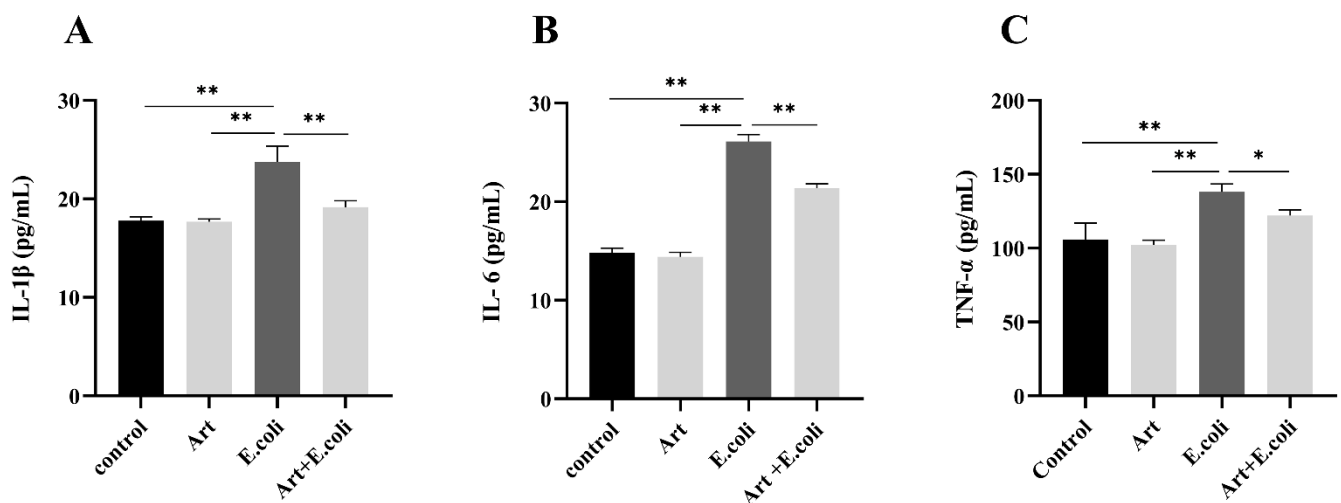 A
IL-1β (pg/mL)
30
20
10
0
**
**
**
control
Art
E.coli
Art+E.coli
B
IL- 6 (pg/mL)
30
20
10
0
**
**
**
control
Art
E.coli
Art +E.coli
C
TNF-α (pg/mL)
200
150
100
50
0
**
**
*
Control
Art
E.coli
Art+E.coli